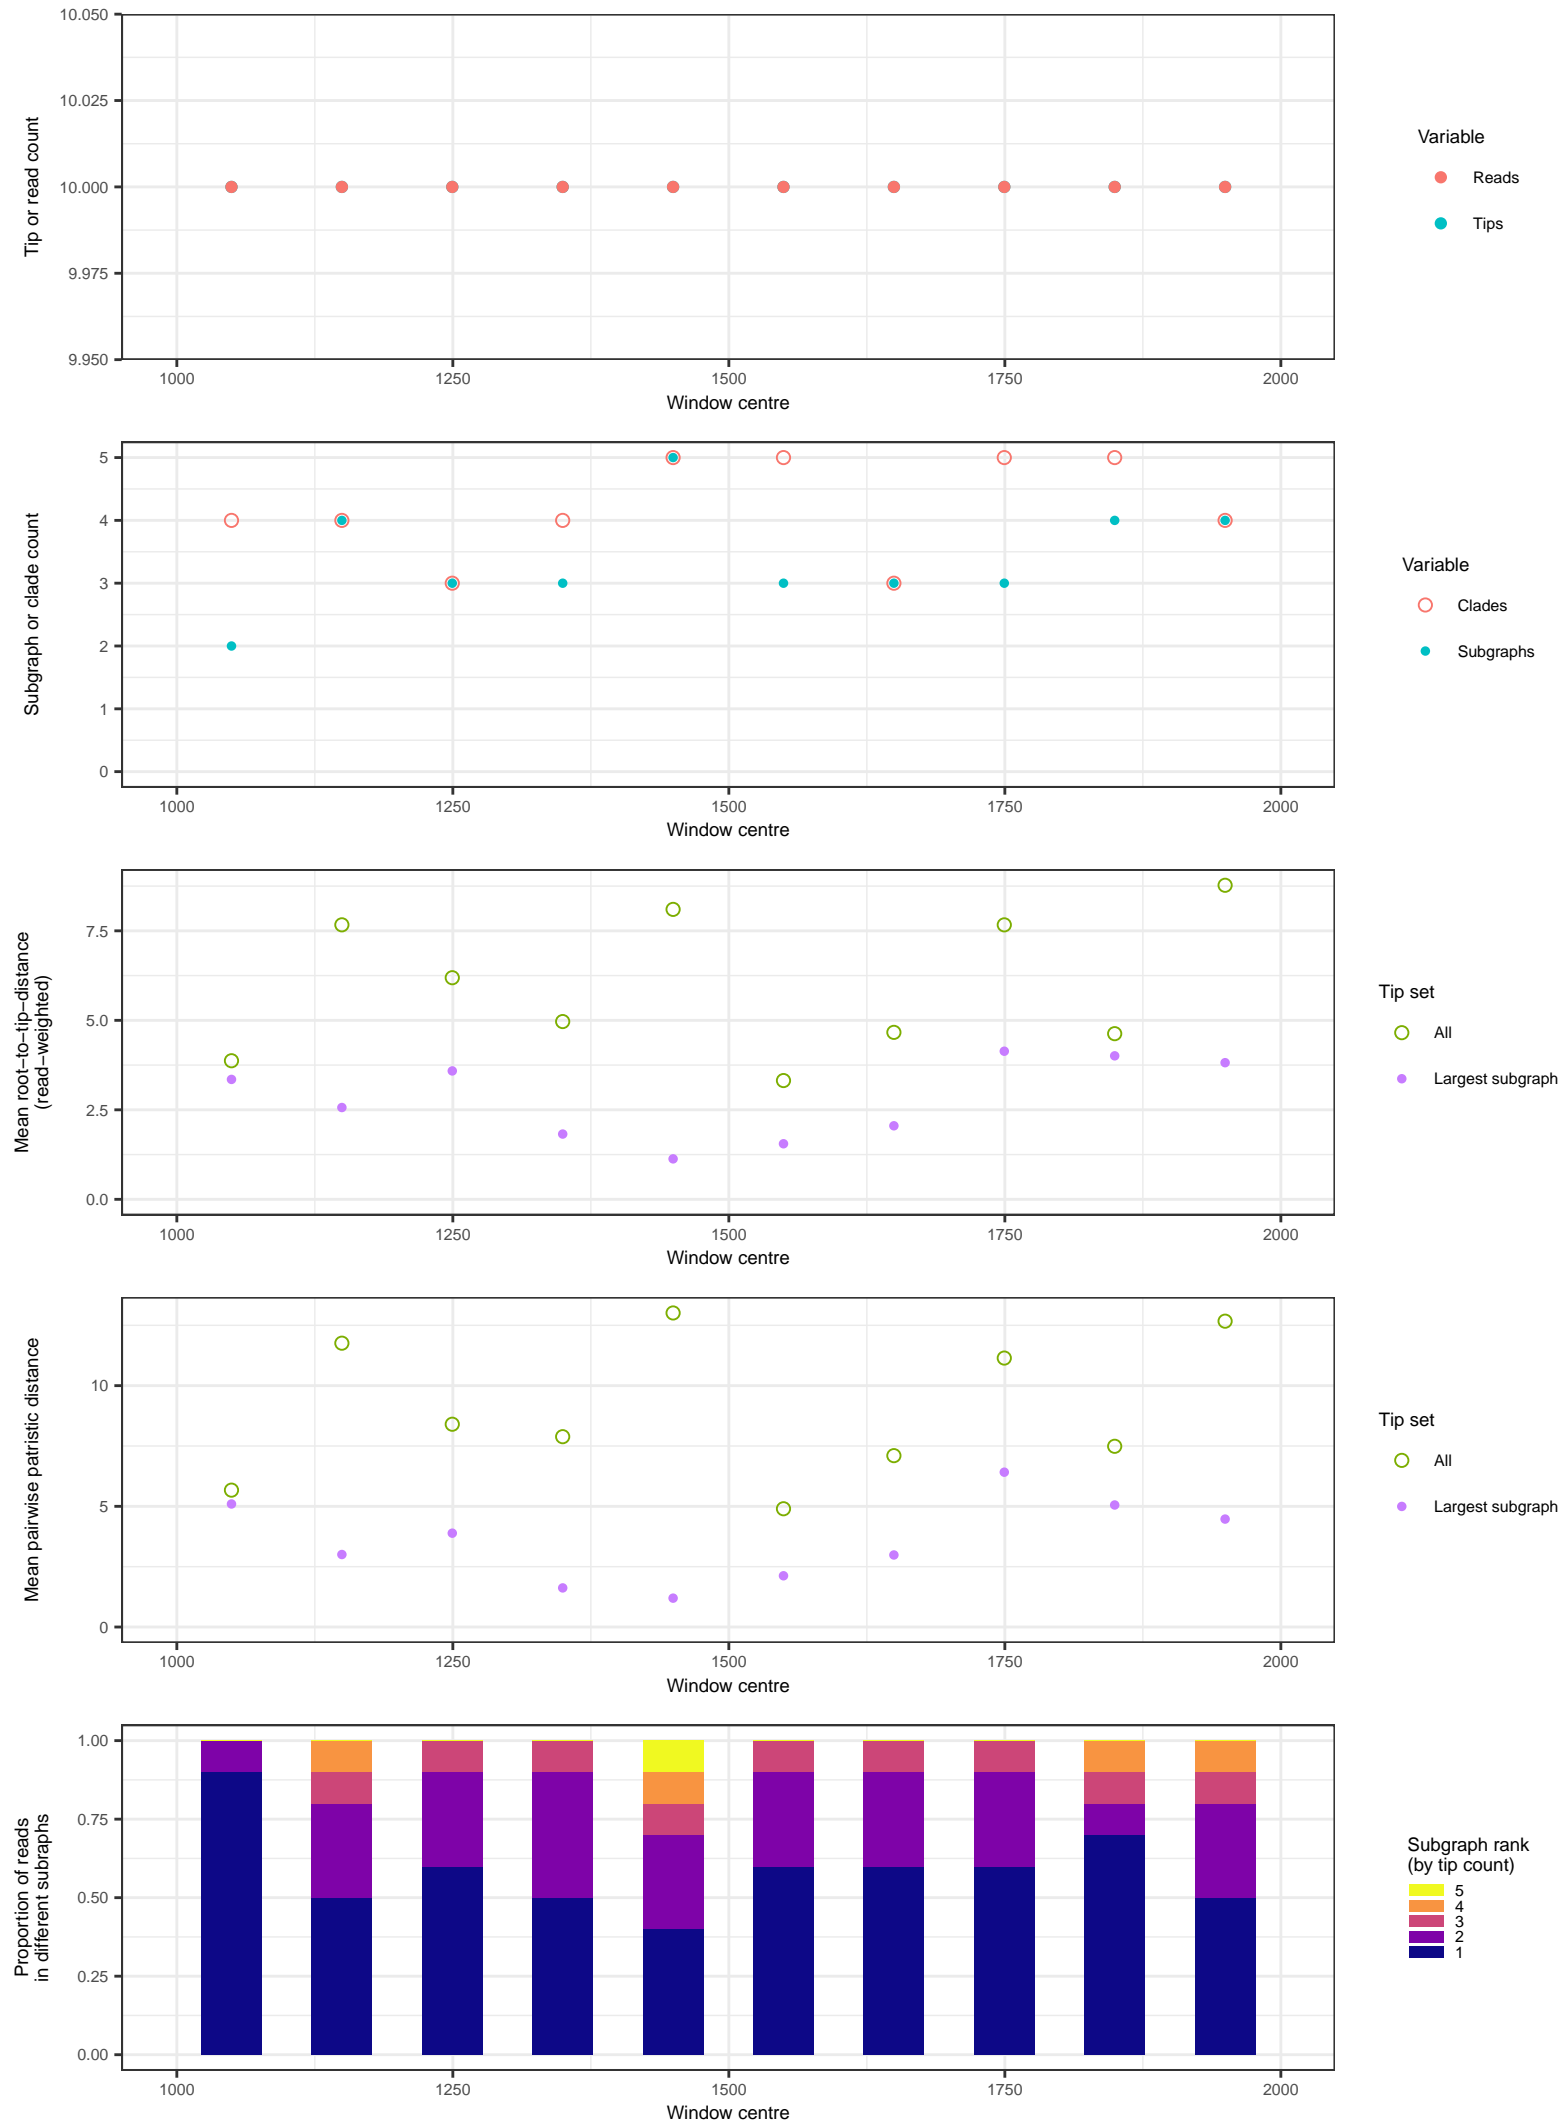 10.050
10.025
10.000
9.975
9.950
Tip or read count
1000 1250 1500 1750 2000
Window centre
Variable
Reads
Tips
5
4
3
2
1
0
Subgraph or clade count
1000 1250 1500 1750 2000
Window centre
Variable
Clades
Subgraphs
7.5
5.0
2.5
0.0
Mean root−to−tip−distance
(read−weighted)
1000 1250 1500 1750 2000
Window centre
Tip set
All
Largest subgraph
10
5
0
Mean pairwise patristic distance
1000 1250 1500 1750 2000
Window centre
Tip set
All
Largest subgraph
1.00
0.75
0.50
0.25
0.00
Proportion of reads
in different subraphs
1000 1250 1500 1750 2000
Window centre
Subgraph rank
(by tip count)
5
4
3
2
1